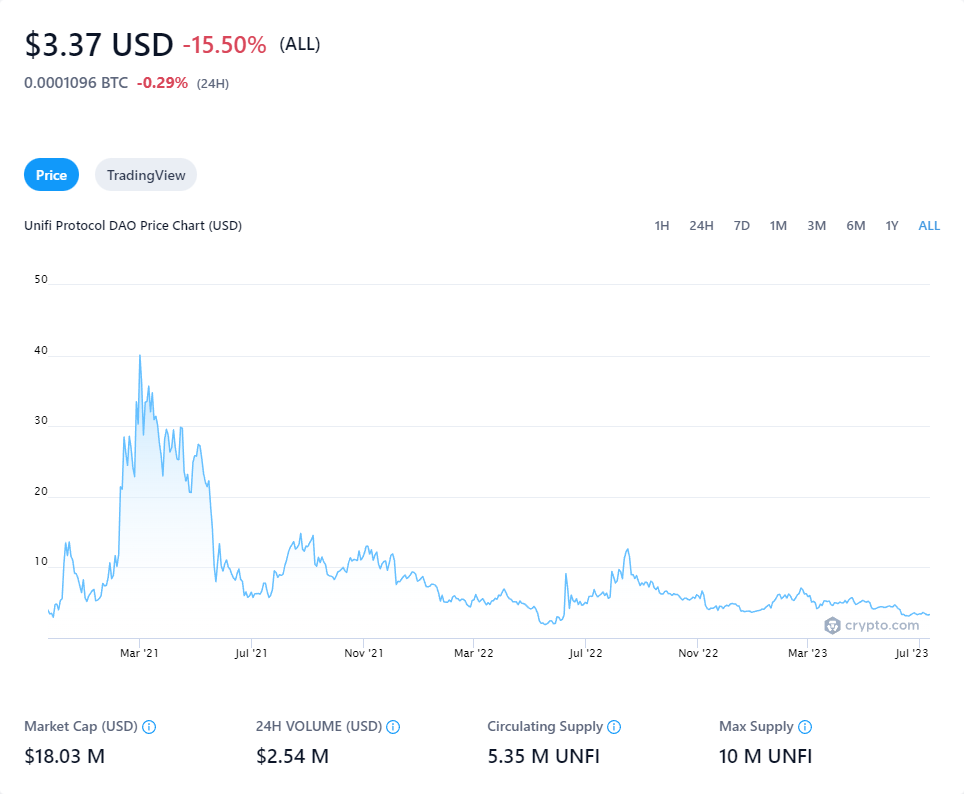 $3.37 USD -15.50% (ALL)
0.0001096 BTC -0.29% (24H)
Price TradingView
Unifi Protocol DAO Price Chart (USD) 1H 24H 7D 1M 3M 6M 1Y ALL
50
40
30
20
10
crypto.com
Mar '21 Jul '21 Nov '21 Mar '22 Jul '22 Nov '22 Mar '23 Jul '23
Market Cap (USD) 24H VOLUME (USD) Circulating Supply Max Supply
$18.03 M $2.54 M 5.35 M UNFI 10 M UNFI